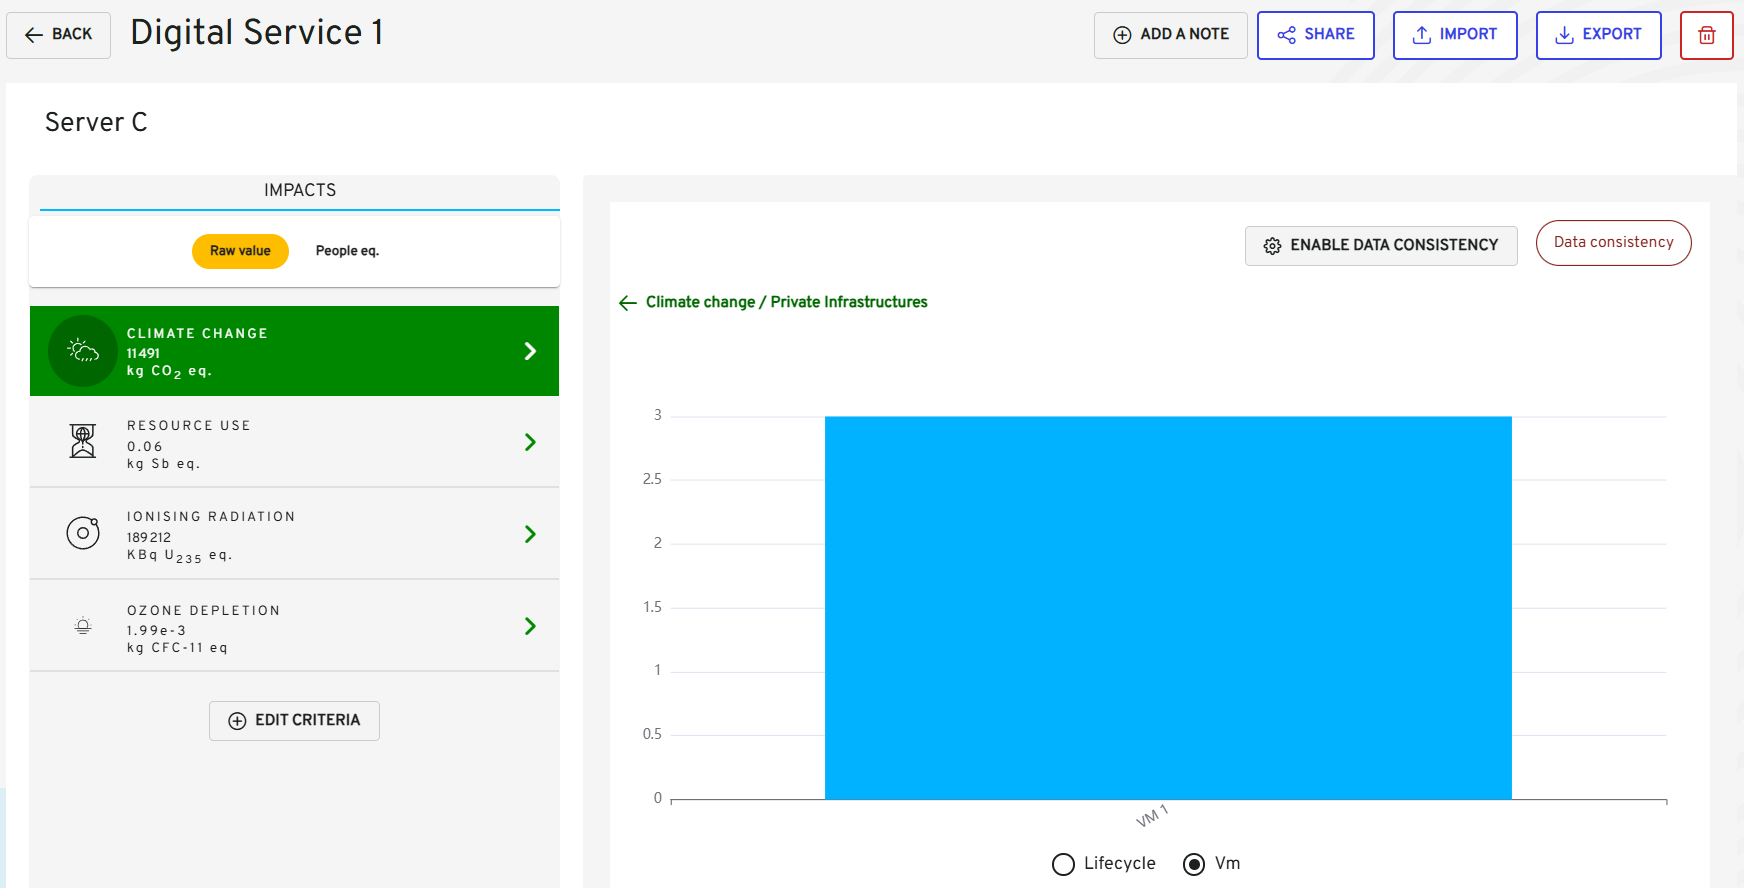 BACK
Digital Service 1
ADD A NOTE
SHARE
IMPORT
EXPORT
Server C
IMPACTS
Raw value
People eq.
ENABLE DATA CONSISTENCY
Data consistency
Climate change / Private Infrastructures
CLIMATE CHANGE
11491
kg CO2 eq.
RESOURCE USE
0.06
kg Sb eq.
IONISING RADIATION
189212
KBq U235 eq.
OZONE DEPLETION
1.99e-3
kg CFC-11 eq
EDIT CRITERIA
3
2.5
2
1.5
1
0.5
0
VM 1
Lifecycle
Vm